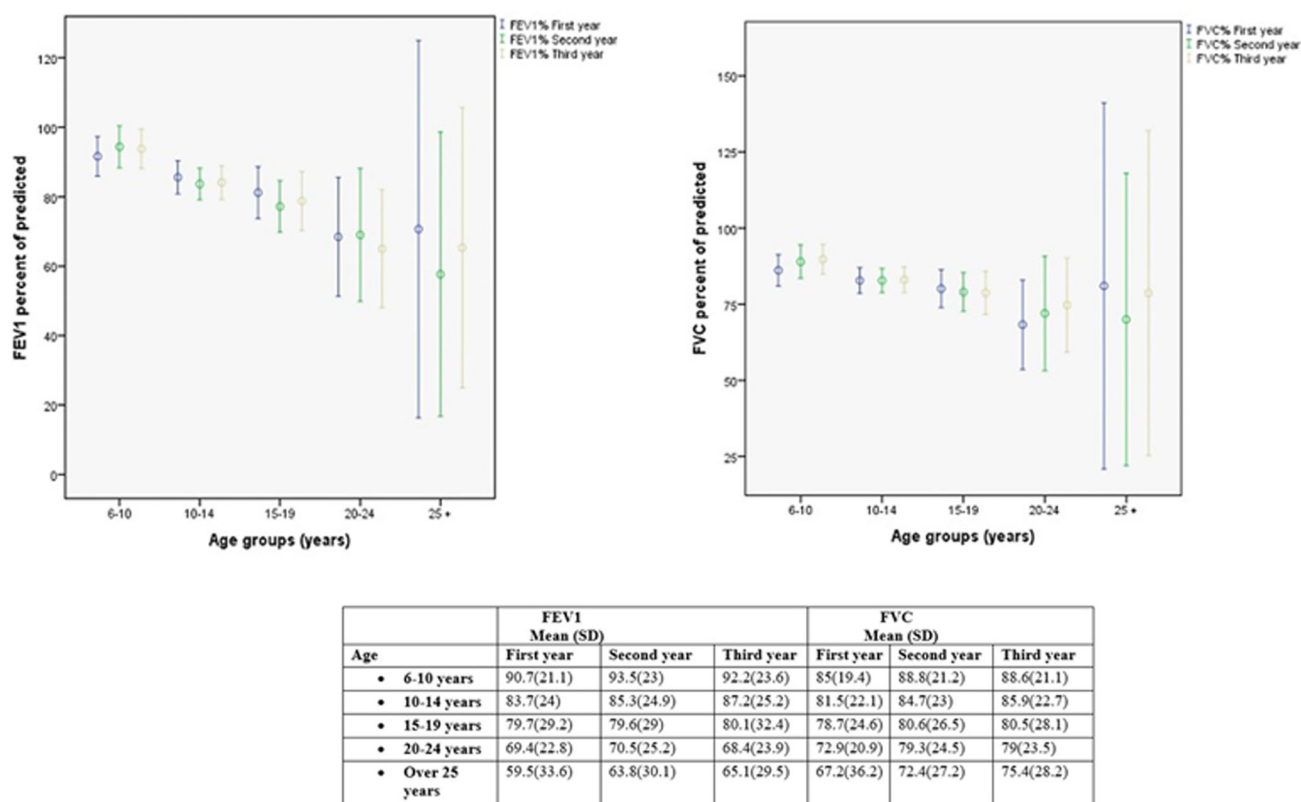 FEV1% First year
FEV1% Second year
FEV1% Third year
120
100
80
60
40
20
0
FEV1 percent of predicted
6-10 10-14 15-19 20-24 25 +
Age groups (years)
FVC% First year
FVC% Second year
FVC% Third year
150
125
100
75
50
25
FVC percent of predicted
6-10 10-14 15-19 20-24 25 +
Age groups (years)
FEV1 FVC
Mean (SD) Mean (SD)
Age First year Second year Third year First year Second year Third year
• 6-10 years 90.7(21.1) 93.5(23) 92.2(23.6) 85(19.4) 88.8(21.2) 88.6(21.1)
• 10-14 years 83.7(24) 85.3(24.9) 87.2(25.2) 81.5(22.1) 84.7(23) 85.9(22.7)
• 15-19 years 79.7(29.2) 79.6(29) 80.1(32.4) 78.7(24.6) 80.6(26.5) 80.5(28.1)
• 20-24 years 69.4(22.8) 70.5(25.2) 68.4(23.9) 72.9(20.9) 79.3(24.5) 79(23.5)
• Over 25 59.5(33.6) 63.8(30.1) 65.1(29.5) 67.2(36.2) 72.4(27.2) 75.4(28.2)
years